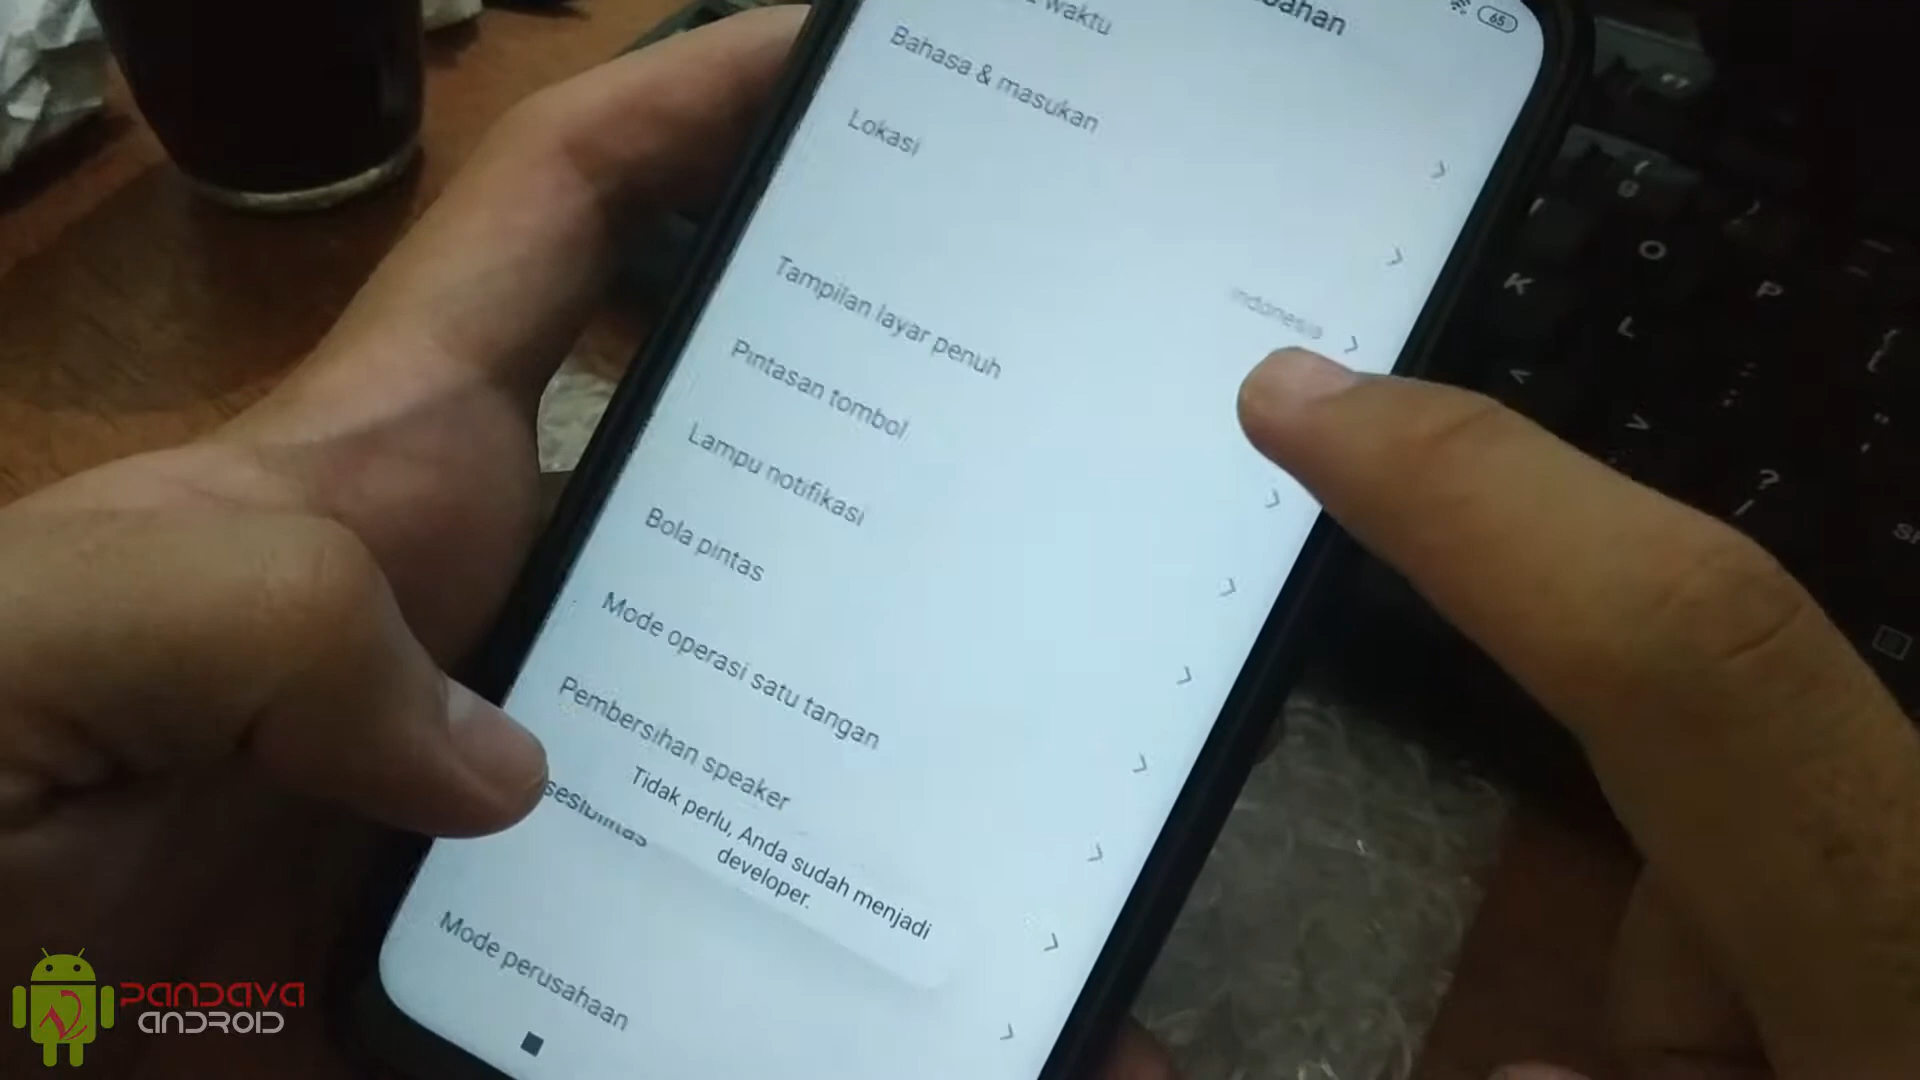 65
waktu
Bahasa & masukan
Lokasi
Indonesia
Tampilan layar penuh
Pintasan tombol
Lampu notifikasi
Bola pintas
Mode operasi satu tangan
Pembersihan speaker
Tidak perlu, Anda sudah menjadi
developer.
Mode perusahaan
O
P
K
L
PANDAVA
ANDROID